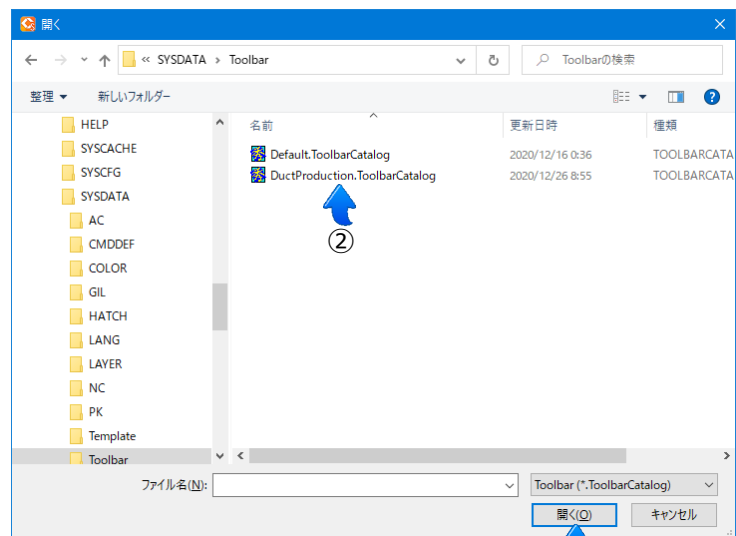 開く
« SYSDATA › Toolbar
Toolbarの検索
整理 新しいフォルダー
名前 更新日時 種類
HELP
SYSCACHE
SYSCFG
SYSDATA
AC
CMDDEF
COLOR
GIL
HATCH
LANG
LAYER
NC
PK
Template
Toolbar
Default.ToolbarCatalog 2020/12/16 0:36 TOOLBARCATA
DuctProduction.ToolbarCatalog 2020/12/26 8:55 TOOLBARCATA
②
ファイル名(N): Toolbar (*.ToolbarCatalog)
開く(O) キャンセル